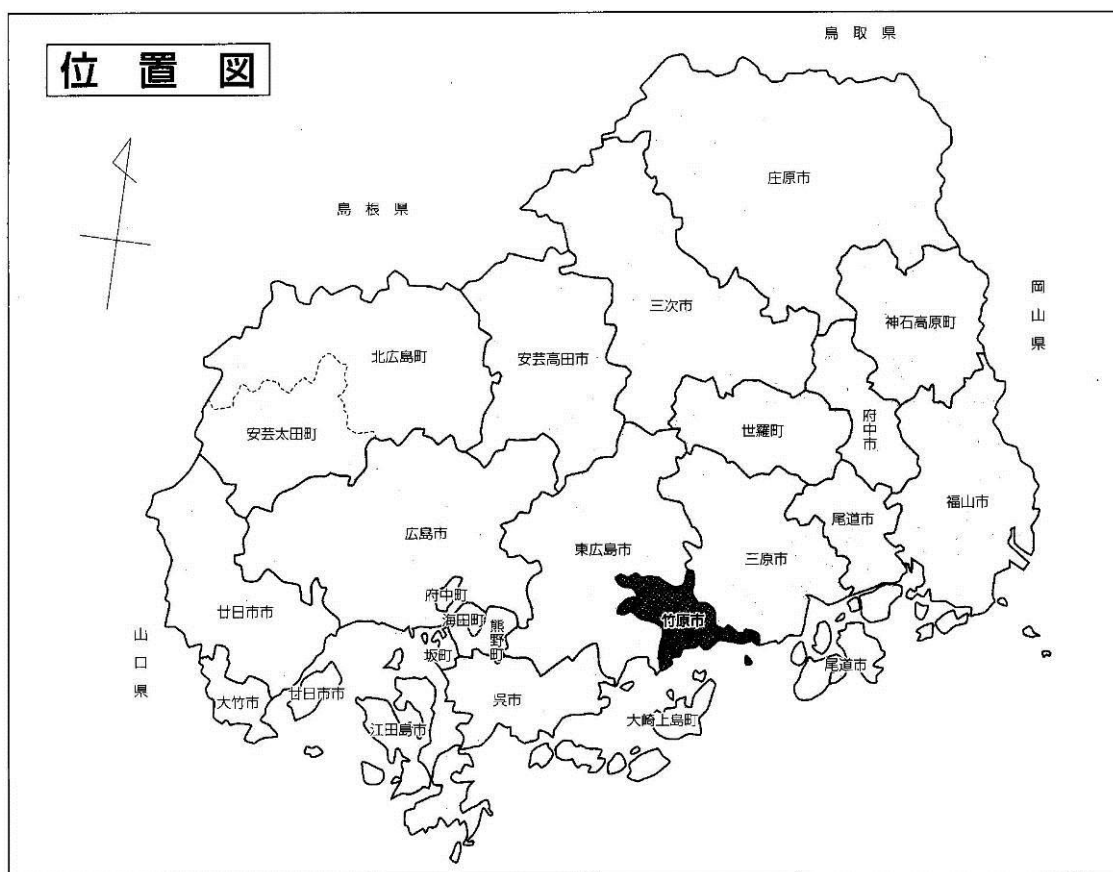 位置図
鳥取県
島根県
庄原市
岡山県
三次市
神石高原町
北広島町
安芸高田市
府中市
世羅町
安芸太田町
福山市
尾道市
広島市
東広島市
三原市
府中町
海田町
熊野町
竹原市
廿日市市
坂町
山口県
尾道市
大竹市
廿日市市
呉市
江田島市
大崎上島町